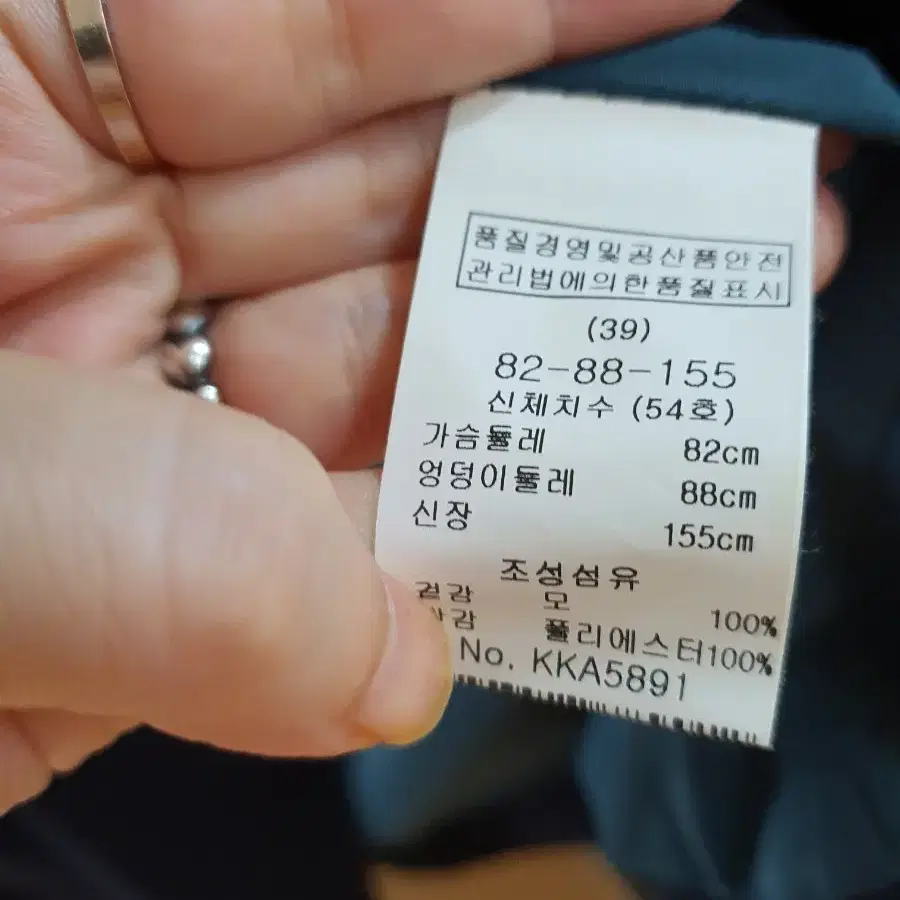 품질경영및공산품안전
관리법에의한품질표시
(39)
82-88-155
신체치수 (54호)
가슴둘레 82cm
엉덩이둘레 88cm
신장 155cm
조성섬유
겉감 모 100%
폴리에스터100%
No. KKA5891